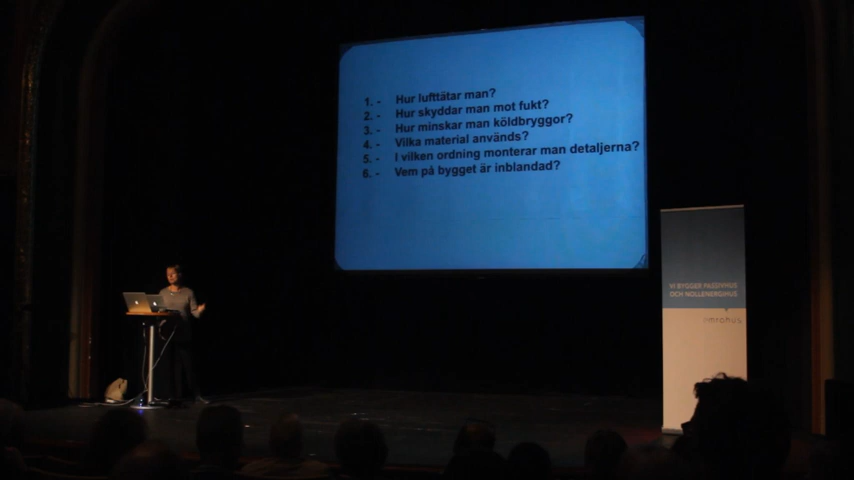 1. - Hur lufttätar man?
2. - Hur skyddar man mot fukt?
3. - Hur minskar man köldbryggor?
4. - Vilka material används?
5. - I vilken ordning monterar man detaljerna?
6. - Vem på bygget är inblandad?
VI BYGGER PASSIVHUS
OCH NOLLENERGIHUS